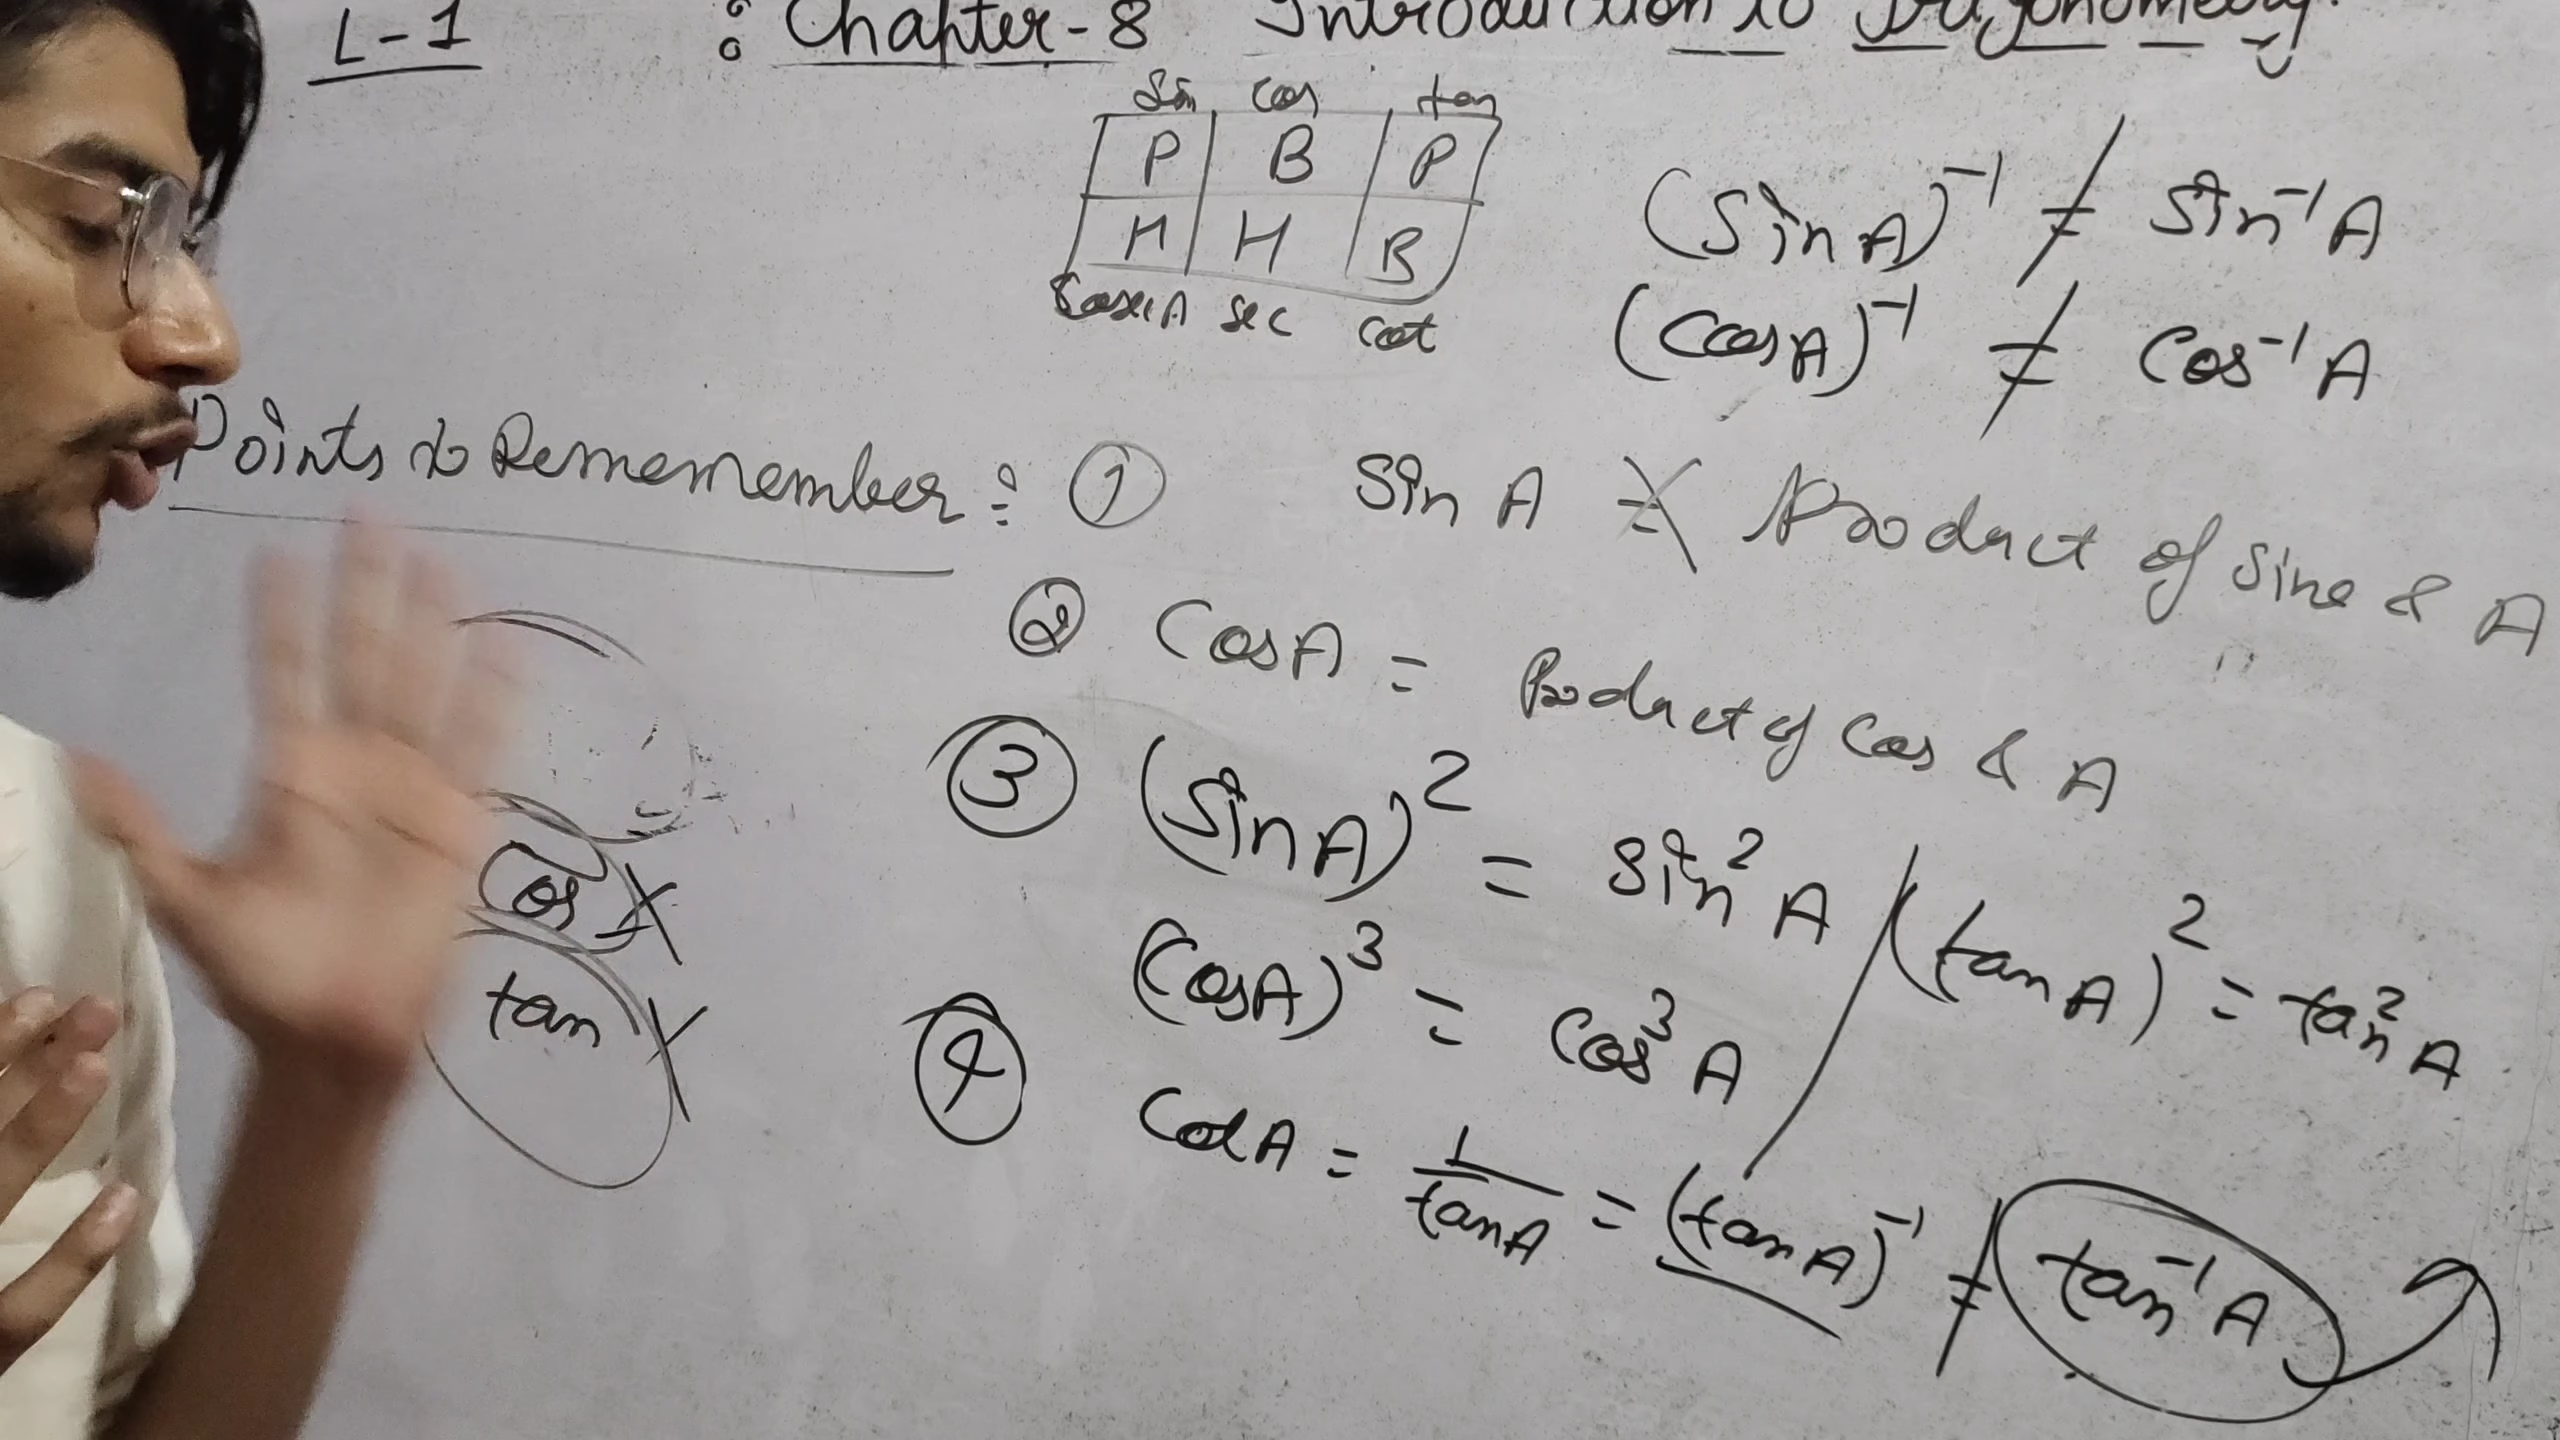 L-1 : Chapter-8 Introduction to Trigonometry.
sin cos tan
P B P
H H B
CosecA sec cot
(SinA)⁻¹ ≠ Sin⁻¹A
(CosA)⁻¹ ≠ Cos⁻¹A
Points to Rememember :- ① Sin A ≠ Product of Sine & A
② CosA = Product of Cos & A
③ (SinA)² = Sin²A / (tanA)² = tan²A
Cos X
(CosA)³ = Cos³A
tan X
④ CotA = 1/tanA = (tanA)⁻¹ ≠ tan⁻¹A